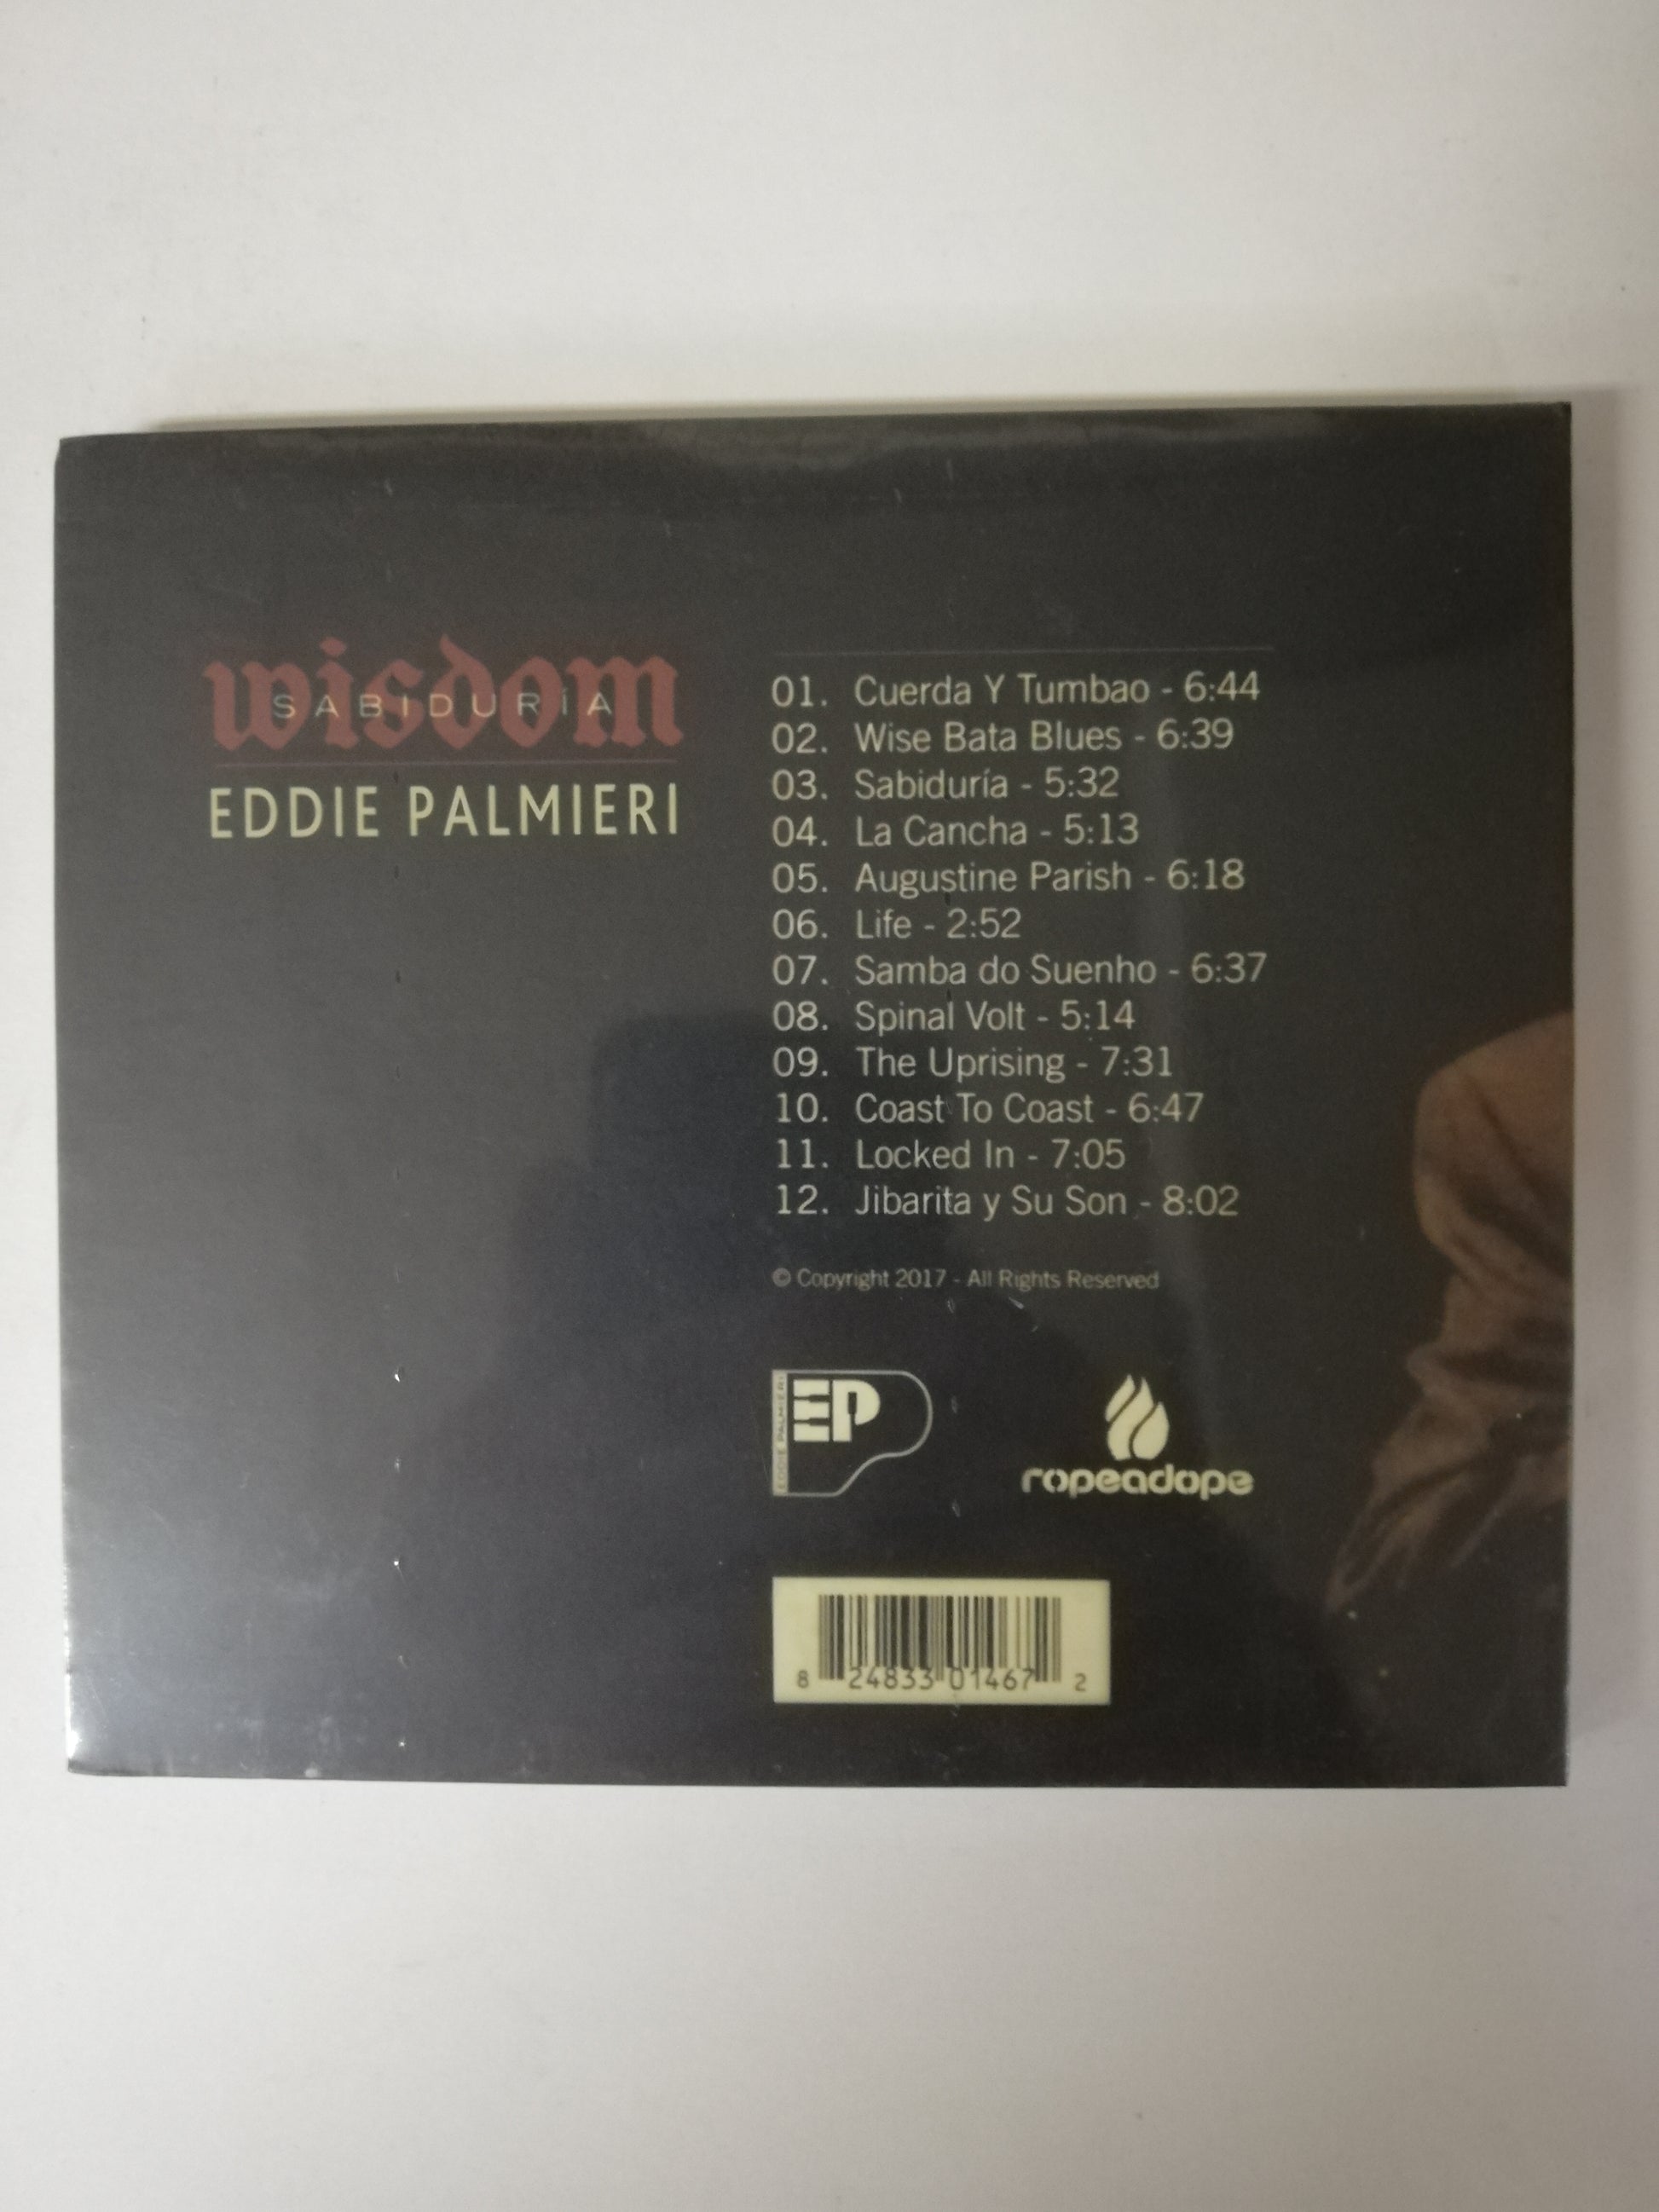 wisdom
SABIDURÍA
EDDIE PALMIERI
01. Cuerda Y Tumbao - 6:44
02. Wise Bata Blues - 6:39
03. Sabiduría - 5:32
04. La Cancha - 5:13
05. Augustine Parish - 6:18
06. Life - 2:52
07. Samba do Suenho - 6:37
08. Spinal Volt - 5:14
09. The Uprising - 7:31
10. Coast To Coast - 6:47
11. Locked In - 7:05
12. Jibarita y Su Son - 8:02
© Copyright 2017 - All Rights Reserved
EDDIE PALMIERI
EP
ropeadope
8 24833 01467 2